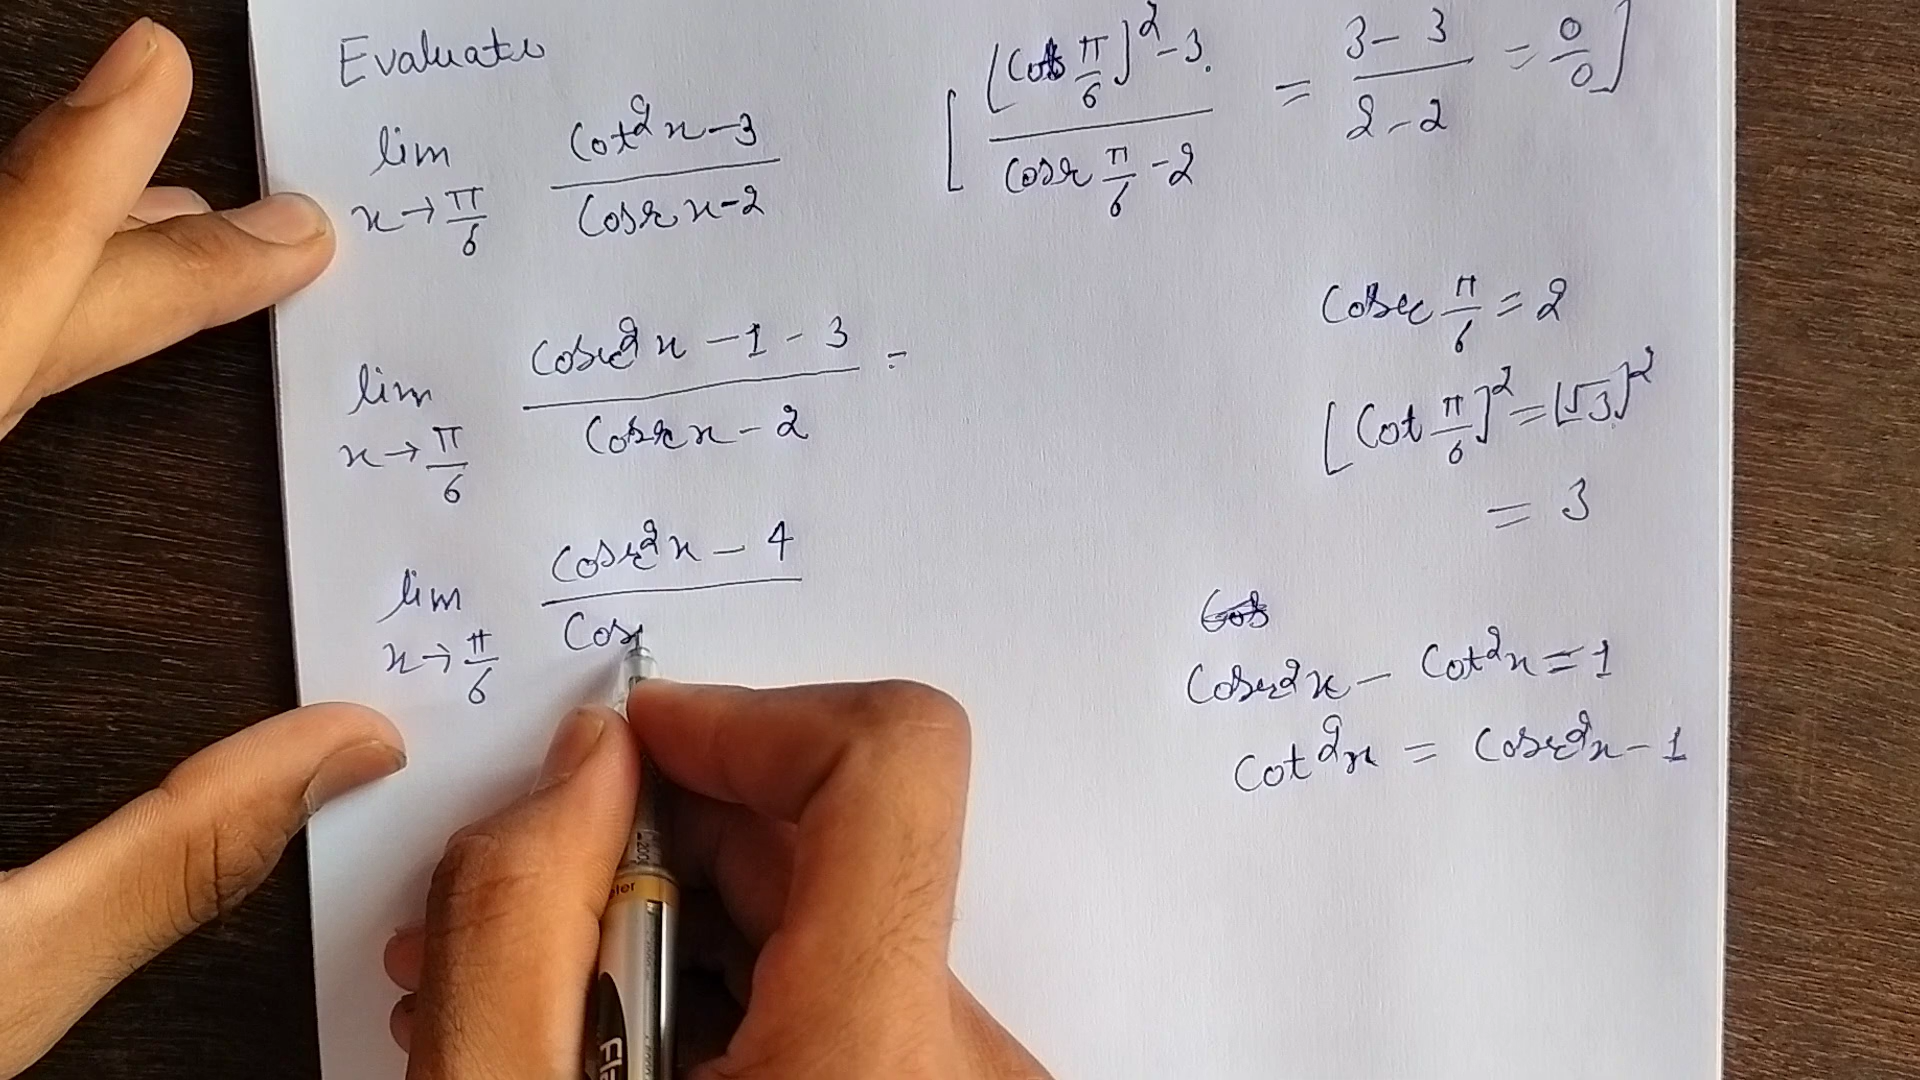 Evaluate
lim x→π/6 (Cot²x-3)/(Cosec x-2)
[ ([Cot π/6]²-3)/(Cosec π/6 -2) = (3-3)/(2-2) = 0/0 ]
lim x→π/6 (Cosec²x - 1 - 3)/(Cosec x - 2) =
Cosec π/6 = 2
[Cot π/6]² = [√3]²
= 3
lim x→π/6 (Cosec²x - 4)/(Cos
Cos
Cosec²x - Cot²x = 1
Cot²x = Cosec²x - 1